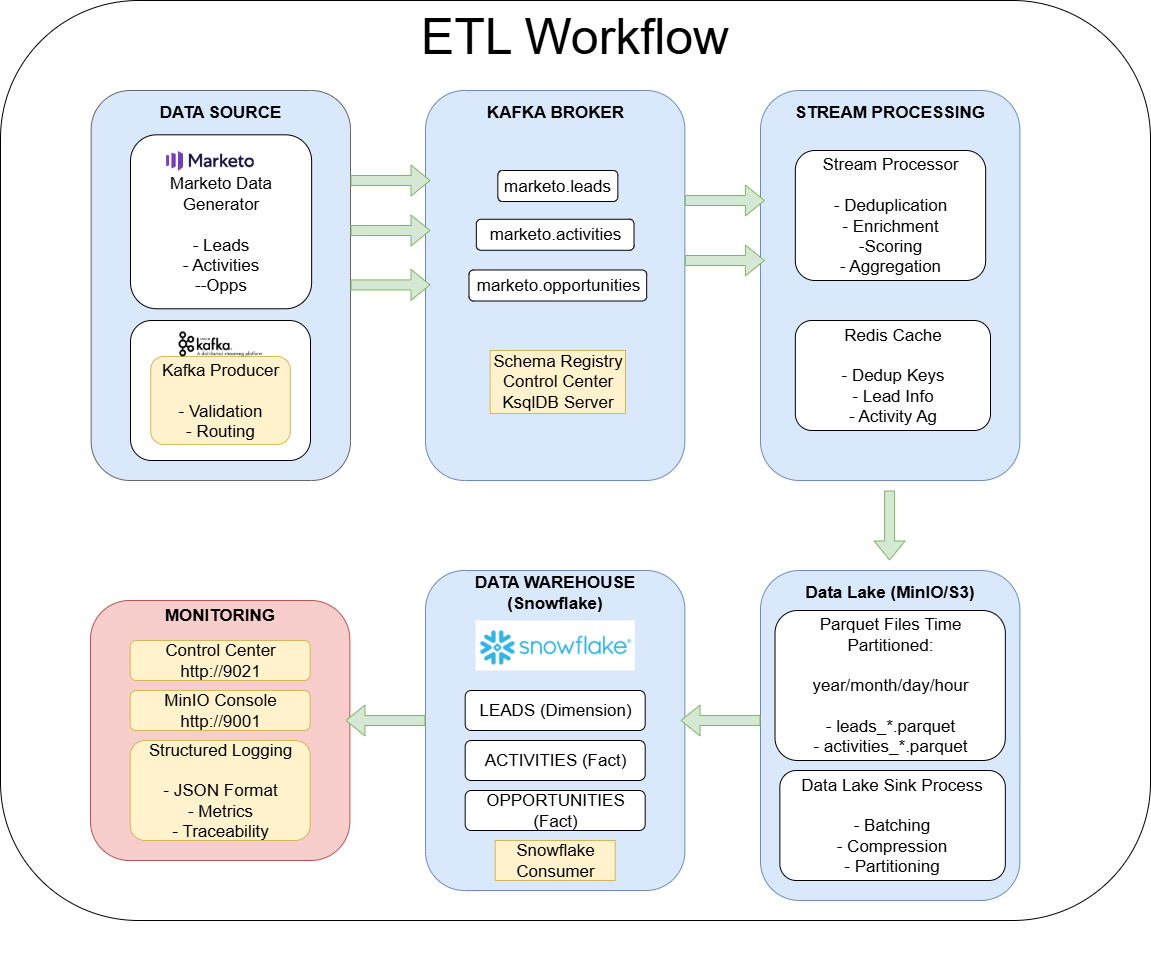 ETL Workflow
DATA SOURCE
Marketo
Marketo Data
Generator
- Leads
- Activities
--Opps
kafka.
A distributed streaming platform
Kafka Producer
- Validation
- Routing
KAFKA BROKER
marketo.leads
marketo.activities
marketo.opportunities
Schema Registry
Control Center
KsqlDB Server
STREAM PROCESSING
Stream Processor
- Deduplication
- Enrichment
-Scoring
- Aggregation
Redis Cache
- Dedup Keys
- Lead Info
- Activity Ag
MONITORING
Control Center
http://9021
MinIO Console
http://9001
Structured Logging
- JSON Format
- Metrics
- Traceability
DATA WAREHOUSE
(Snowflake)
snowflake®
LEADS (Dimension)
ACTIVITIES (Fact)
OPPORTUNITIES
(Fact)
Snowflake
Consumer
Data Lake (MinIO/S3)
Parquet Files Time
Partitioned:
year/month/day/hour
- leads_*.parquet
- activities_*.parquet
Data Lake Sink Process
- Batching
- Compression
- Partitioning